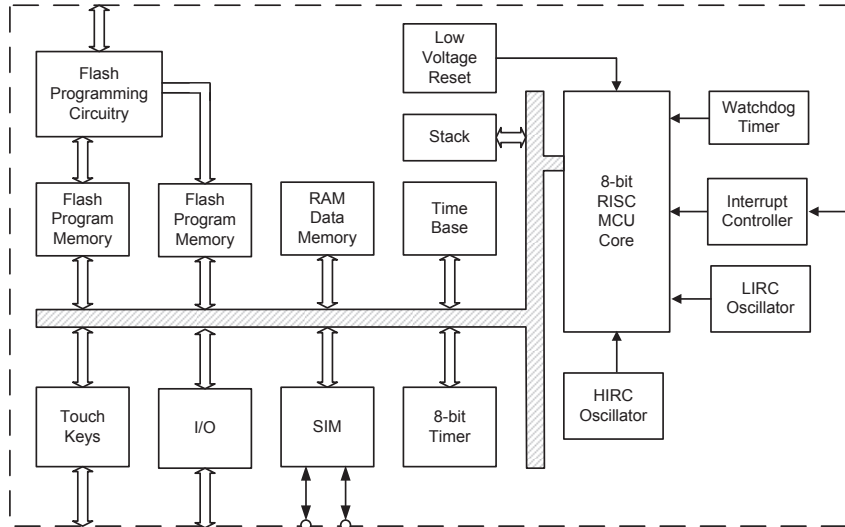 Flash
Programming
Circuitry
Low
Voltage
Reset
Watchdog
Timer
Stack
8-bit
RISC
MCU
Core
Flash
Program
Memory
Flash
Program
Memory
RAM
Data
Memory
Time
Base
Interrupt
Controller
LIRC
Oscillator
HIRC
Oscillator
Touch
Keys
I/O
SIM
8-bit
Timer